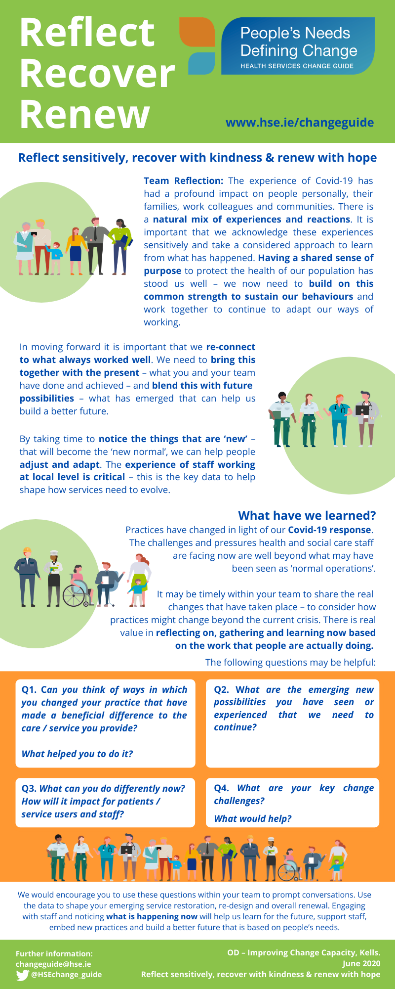 Reflect
Recover
Renew
People's Needs
Defining Change
HEALTH SERVICES CHANGE GUIDE
www.hse.ie/changeguide
Reflect sensitively, recover with kindness & renew with hope
Team Reflection: The experience of Covid-19 has
had a profound impact on people personally, their
families, work colleagues and communities. There is
a natural mix of experiences and reactions. It is
important that we acknowledge these experiences
sensitively and take a considered approach to learn
from what has happened. Having a shared sense of
purpose to protect the health of our population has
stood us well – we now need to build on this
common strength to sustain our behaviours and
work together to continue to adapt our ways of
working.
In moving forward it is important that we re-connect
to what always worked well. We need to bring this
together with the present – what you and your team
have done and achieved – and blend this with future
possibilities – what has emerged that can help us
build a better future.
By taking time to notice the things that are 'new' –
that will become the 'new normal', we can help people
adjust and adapt. The experience of staff working
at local level is critical – this is the key data to help
shape how services need to evolve.
What have we learned?
Practices have changed in light of our Covid-19 response.
The challenges and pressures health and social care staff
are facing now are well beyond what may have
been seen as 'normal operations'.
It may be timely within your team to share the real
changes that have taken place – to consider how
practices might change beyond the current crisis. There is real
value in reflecting on, gathering and learning now based
on the work that people are actually doing.
The following questions may be helpful:
Q1. Can you think of ways in which
you changed your practice that have
made a beneficial difference to the
care / service you provide?
What helped you to do it?
Q2. What are the emerging new
possibilities you have seen or
experienced that we need to
continue?
Q3. What can you do differently now?
How will it impact for patients /
service users and staff?
Q4. What are your key change
challenges?
What would help?
We would encourage you to use these questions within your team to prompt conversations. Use
the data to shape your emerging service restoration, re-design and overall renewal. Engaging
with staff and noticing what is happening now will help us learn for the future, support staff,
embed new practices and build a better future that is based on people's needs.
Further information:
changeguide@hse.ie
@HSEchange_guide
OD – Improving Change Capacity, Kells.
June 2020
Reflect sensitively, recover with kindness & renew with hope